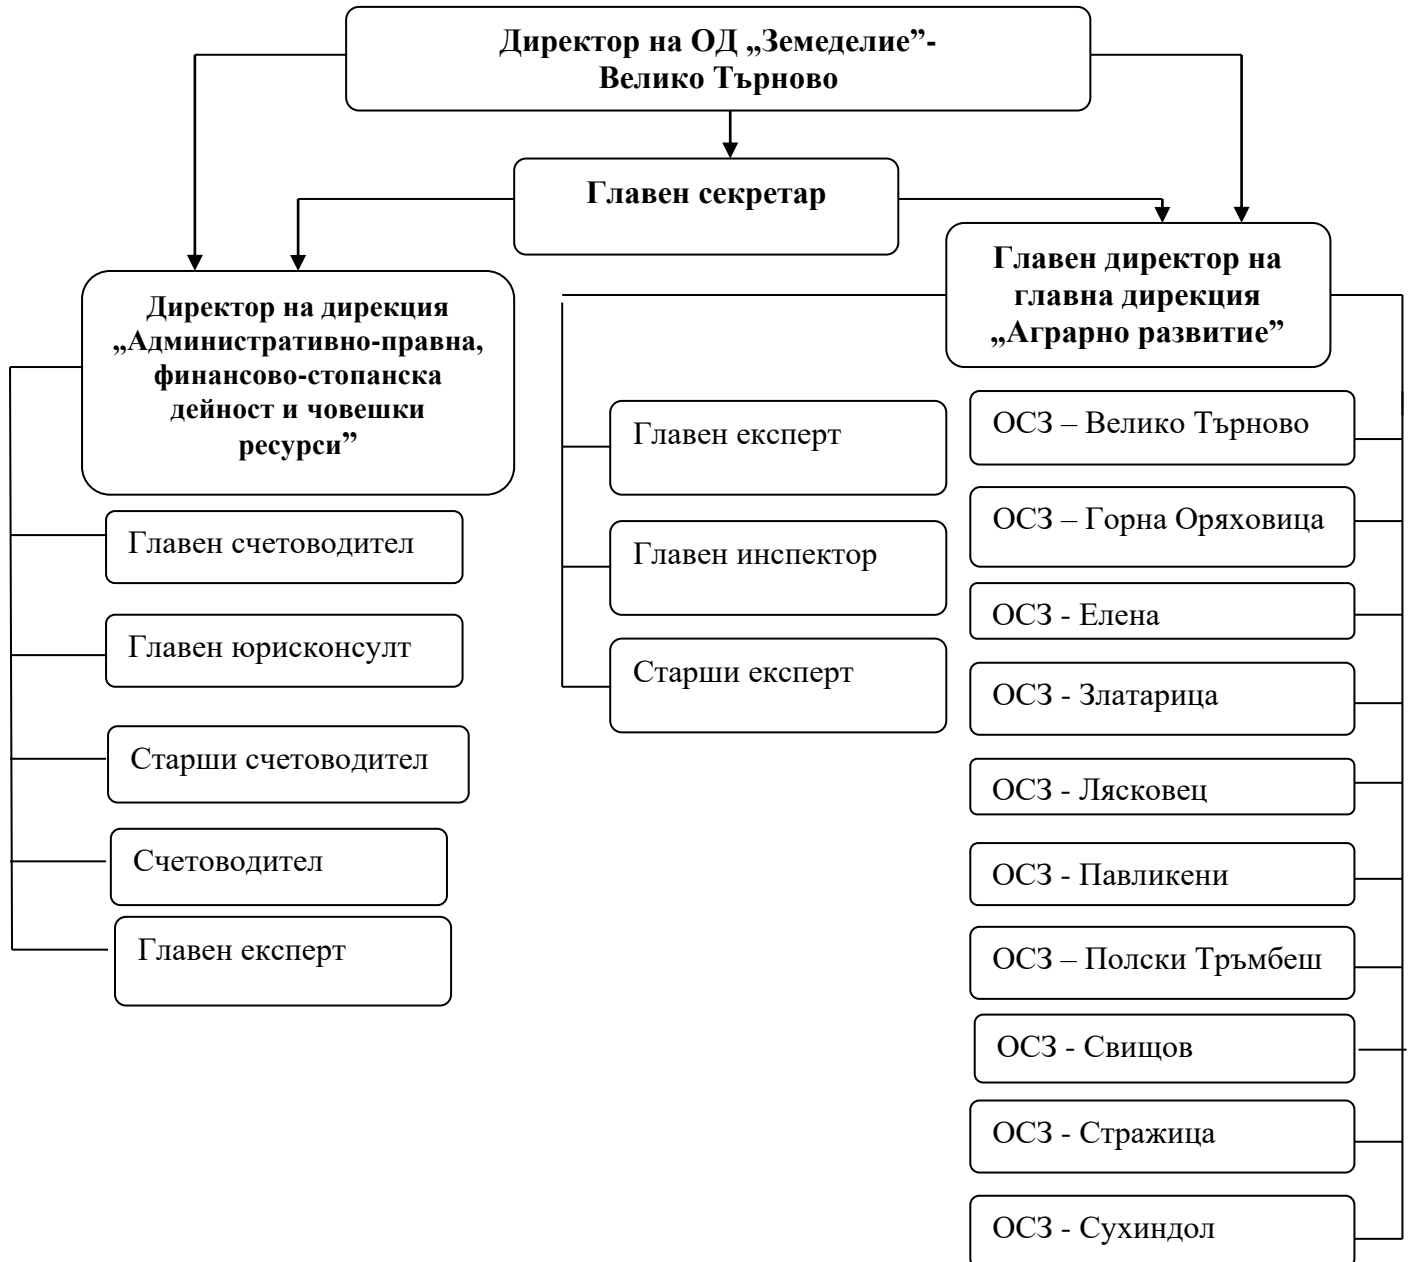 Директор на ОД „Земеделие”-
Велико Търново
Главен секретар
Главен директор на
главна дирекция
„Аграрно развитие”
Директор на дирекция
„Административно-правна,
финансово-стопанска
дейност и човешки
ресурси”
Главен счетоводител
Главен юрисконсулт
Старши счетоводител
Счетоводител
Главен експерт
Главен експерт
Главен инспектор
Старши експерт
ОСЗ – Велико Търново
ОСЗ – Горна Оряховица
ОСЗ - Елена
ОСЗ - Златарица
ОСЗ - Лясковец
ОСЗ - Павликени
ОСЗ – Полски Тръмбеш
ОСЗ - Свищов
ОСЗ - Стражица
ОСЗ - Сухиндол